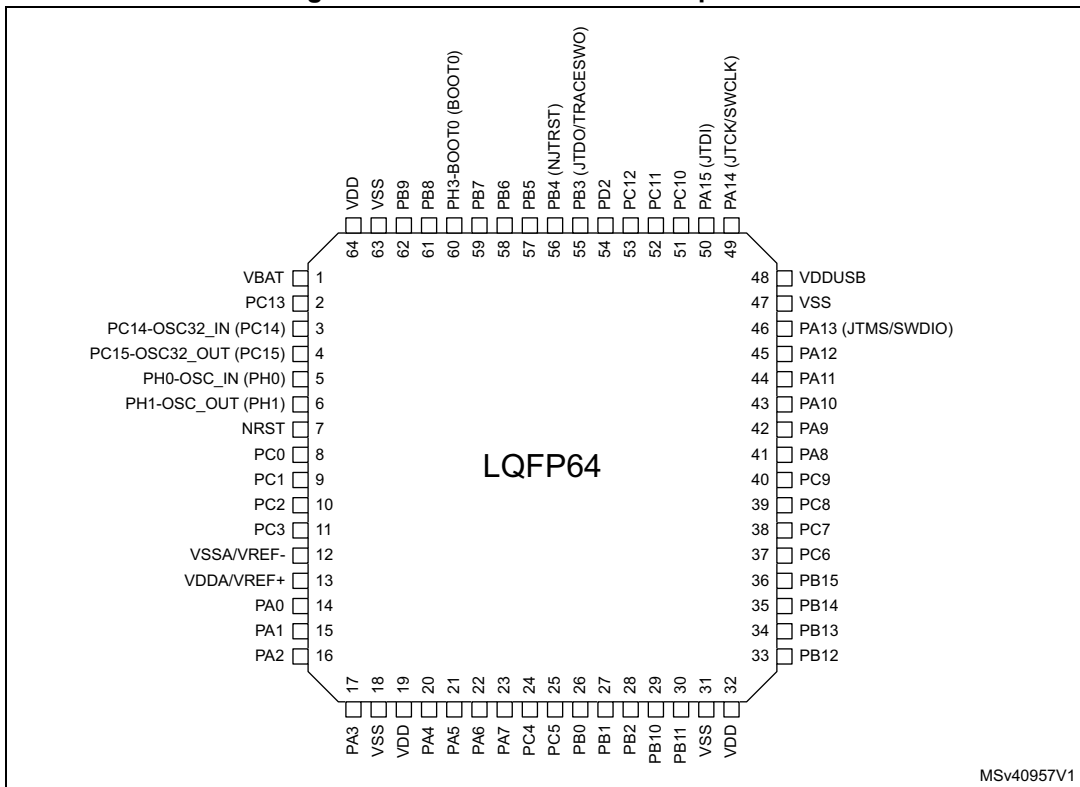 VDD
VSS
PB9
PB8
PH3-BOOT0 (BOOT0)
PB7
PB6
PB5
PB4 (NJTRST)
PB3 (JTDO/TRACESWO)
PD2
PC12
PC11
PC10
PA15 (JTDI)
PA14 (JTCK/SWCLK)
64
63
62
61
60
59
58
57
56
55
54
53
52
51
50
49
VBAT 1
PC13 2
PC14-OSC32_IN (PC14) 3
PC15-OSC32_OUT (PC15) 4
PH0-OSC_IN (PH0) 5
PH1-OSC_OUT (PH1) 6
NRST 7
PC0 8
PC1 9
PC2 10
PC3 11
VSSA/VREF- 12
VDDA/VREF+ 13
PA0 14
PA1 15
PA2 16
LQFP64
48 VDDUSB
47 VSS
46 PA13 (JTMS/SWDIO)
45 PA12
44 PA11
43 PA10
42 PA9
41 PA8
40 PC9
39 PC8
38 PC7
37 PC6
36 PB15
35 PB14
34 PB13
33 PB12
17
18
19
20
21
22
23
24
25
26
27
28
29
30
31
32
PA3
VSS
VDD
PA4
PA5
PA6
PA7
PC4
PC5
PB0
PB1
PB2
PB10
PB11
VSS
VDD
MSv40957V1